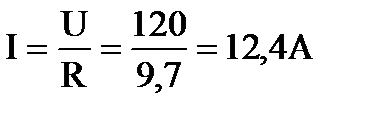 I = U/R = 120/9,7 = 12,4A